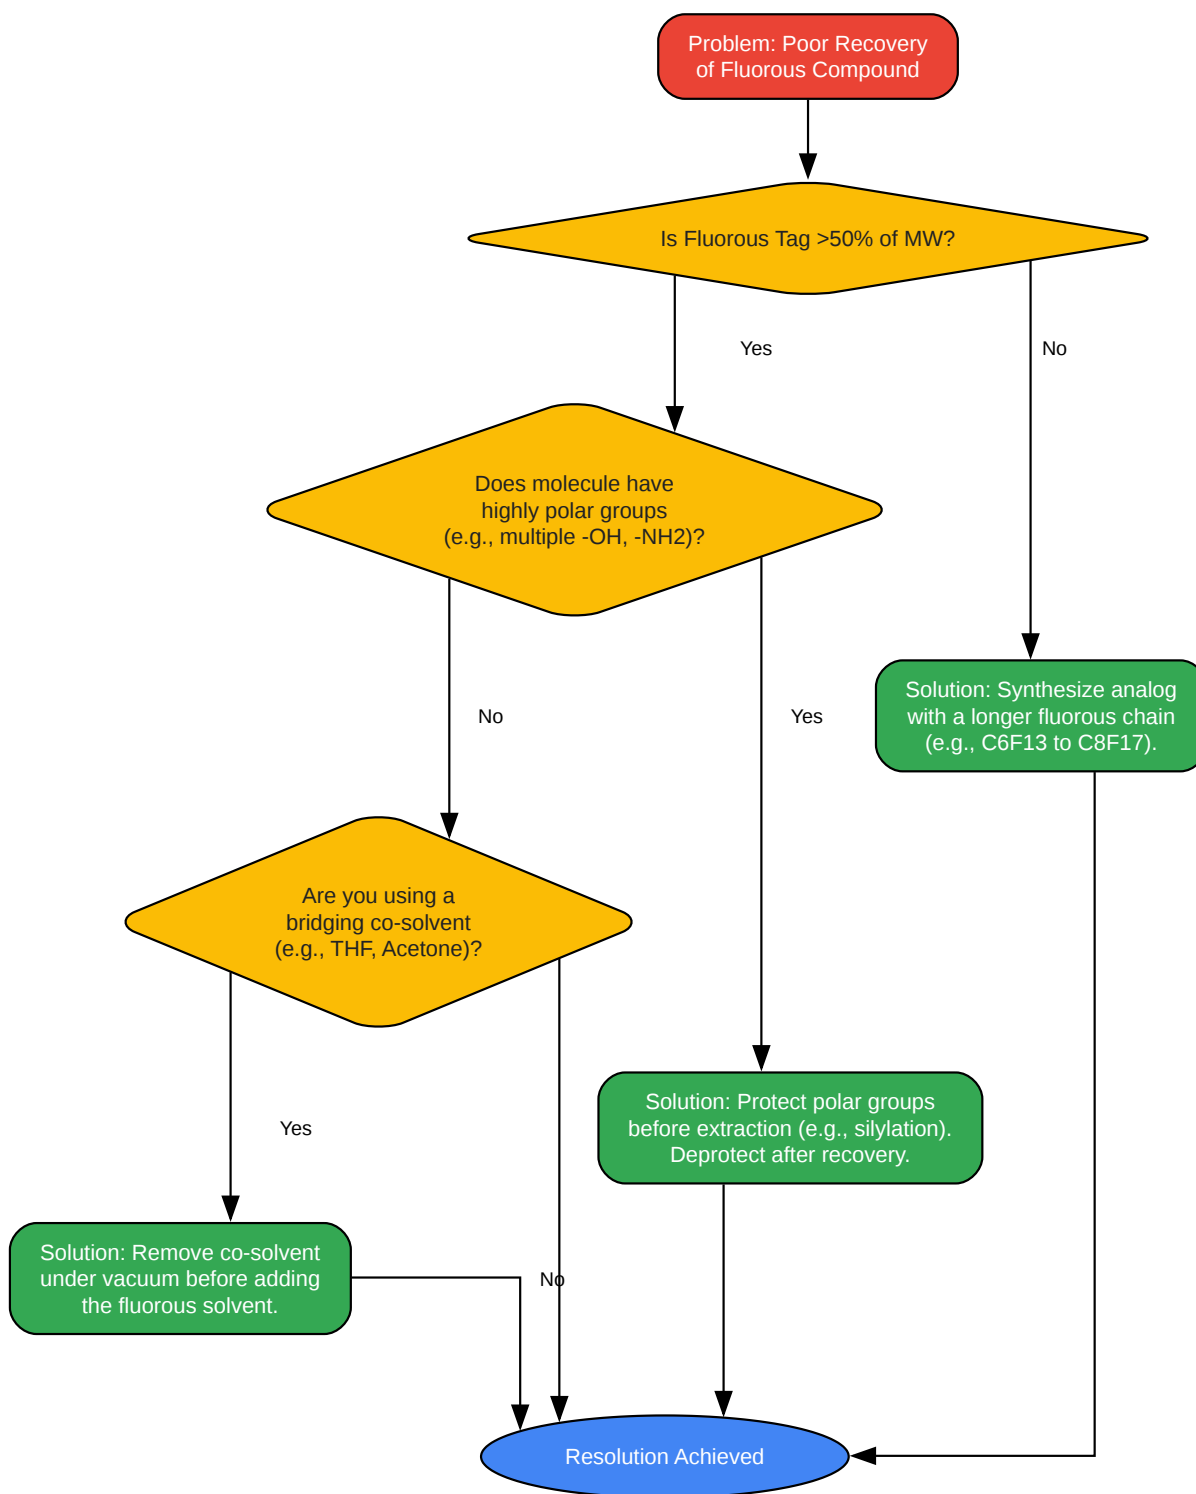 Problem: Poor Recovery
of Fluorous Compound
Is Fluorous Tag >50% of MW?
Yes
No
Does molecule have
highly polar groups
(e.g., multiple -OH, -NH2)?
No
Yes
Solution: Synthesize analog
with a longer fluorous chain
(e.g., C6F13 to C8F17).
Are you using a
bridging co-solvent
(e.g., THF, Acetone)?
Yes
Solution: Protect polar groups
before extraction (e.g., silylation).
Deprotect after recovery.
Solution: Remove co-solvent
under vacuum before adding
the fluorous solvent.
No
Resolution Achieved